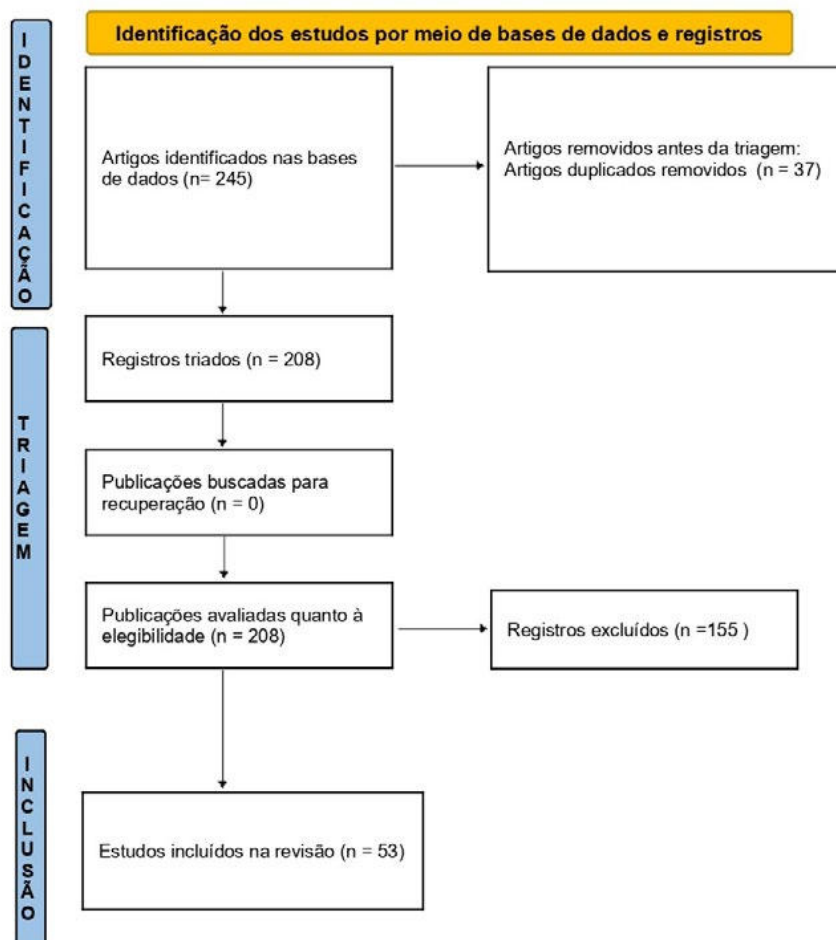 Identificação dos estudos por meio de bases de dados e registros
IDENTIFICAÇÃO
Artigos identificados nas bases
de dados (n= 245)
Artigos removidos antes da triagem:
Artigos duplicados removidos (n = 37)
TRIAGEM
Registros triados (n = 208)
Publicações buscadas para
recuperação (n = 0)
Publicações avaliadas quanto à
elegibilidade (n = 208)
Registros excluídos (n =155 )
INCLUSÃO
Estudos incluídos na revisão (n = 53)